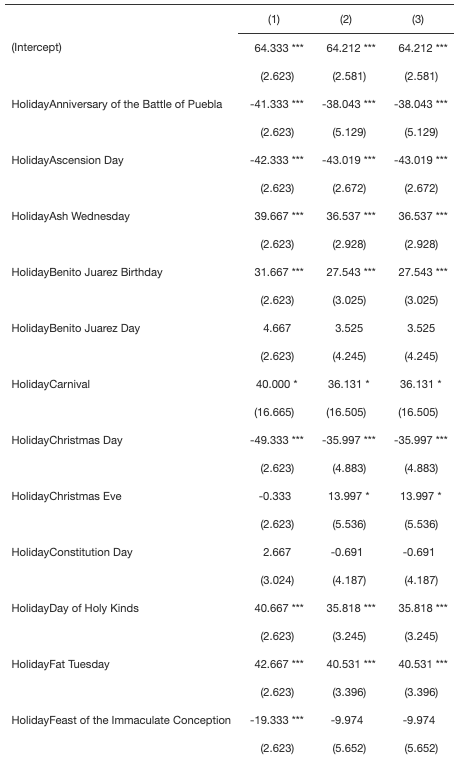 (1) (2) (3)
(Intercept) 64.333 *** 64.212 *** 64.212 ***
(2.623) (2.581) (2.581)
HolidayAnniversary of the Battle of Puebla -41.333 *** -38.043 *** -38.043 ***
(2.623) (5.129) (5.129)
HolidayAscension Day -42.333 *** -43.019 *** -43.019 ***
(2.623) (2.672) (2.672)
HolidayAsh Wednesday 39.667 *** 36.537 *** 36.537 ***
(2.623) (2.928) (2.928)
HolidayBenito Juarez Birthday 31.667 *** 27.543 *** 27.543 ***
(2.623) (3.025) (3.025)
HolidayBenito Juarez Day 4.667 3.525 3.525
(2.623) (4.245) (4.245)
HolidayCarnival 40.000 * 36.131 * 36.131 *
(16.665) (16.505) (16.505)
HolidayChristmas Day -49.333 *** -35.997 *** -35.997 ***
(2.623) (4.883) (4.883)
HolidayChristmas Eve -0.333 13.997 * 13.997 *
(2.623) (5.536) (5.536)
HolidayConstitution Day 2.667 -0.691 -0.691
(3.024) (4.187) (4.187)
HolidayDay of Holy Kinds 40.667 *** 35.818 *** 35.818 ***
(2.623) (3.245) (3.245)
HolidayFat Tuesday 42.667 *** 40.531 *** 40.531 ***
(2.623) (3.396) (3.396)
HolidayFeast of the Immaculate Conception -19.333 *** -9.974 -9.974
(2.623) (5.652) (5.652)